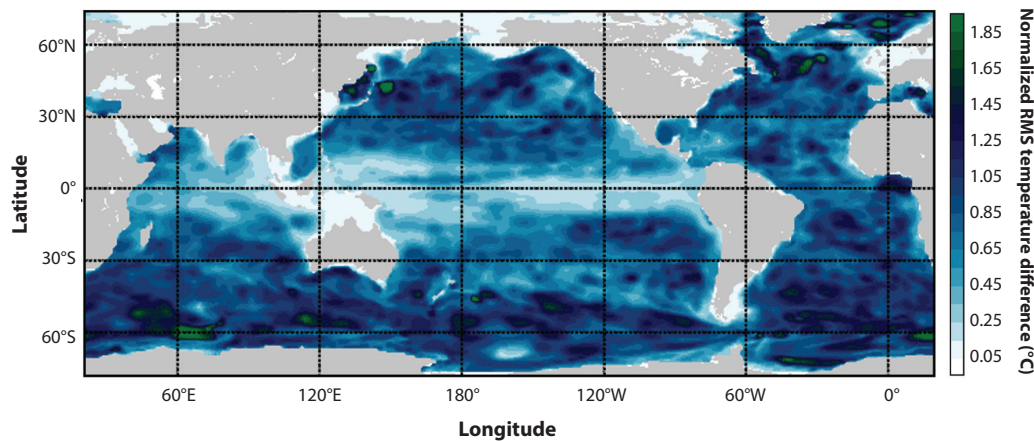 Latitude
60°N
30°N
0°
30°S
60°S
60°E
120°E
180°
120°W
60°W
0°
Longitude
1.85
1.65
1.45
1.25
1.05
0.85
0.65
0.45
0.25
0.05
Normalized RMS temperature difference (°C)